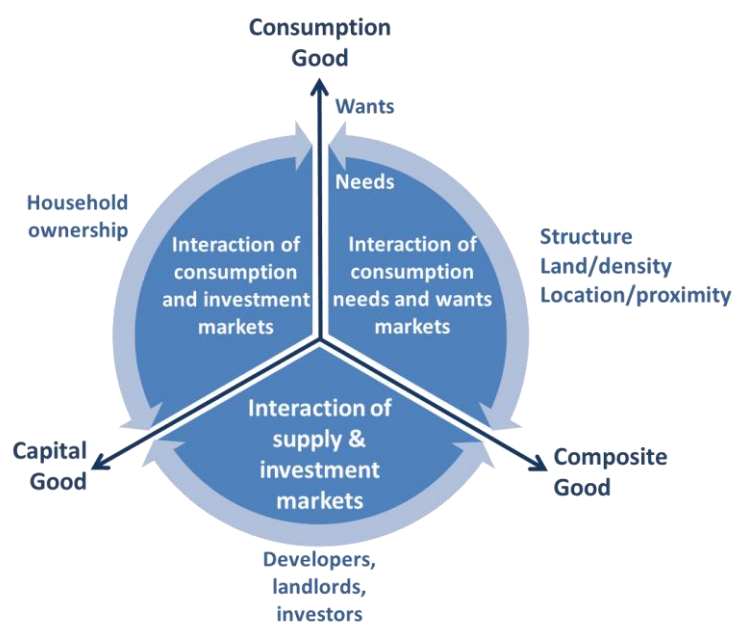 Consumption
Good
Wants
Needs
Household
ownership
Interaction of
consumption
and investment
markets
Interaction of
consumption
needs and wants
markets
Structure
Land/density
Location/proximity
Interaction of
supply &
investment
markets
Capital
Good
Composite
Good
Developers,
landlords,
investors